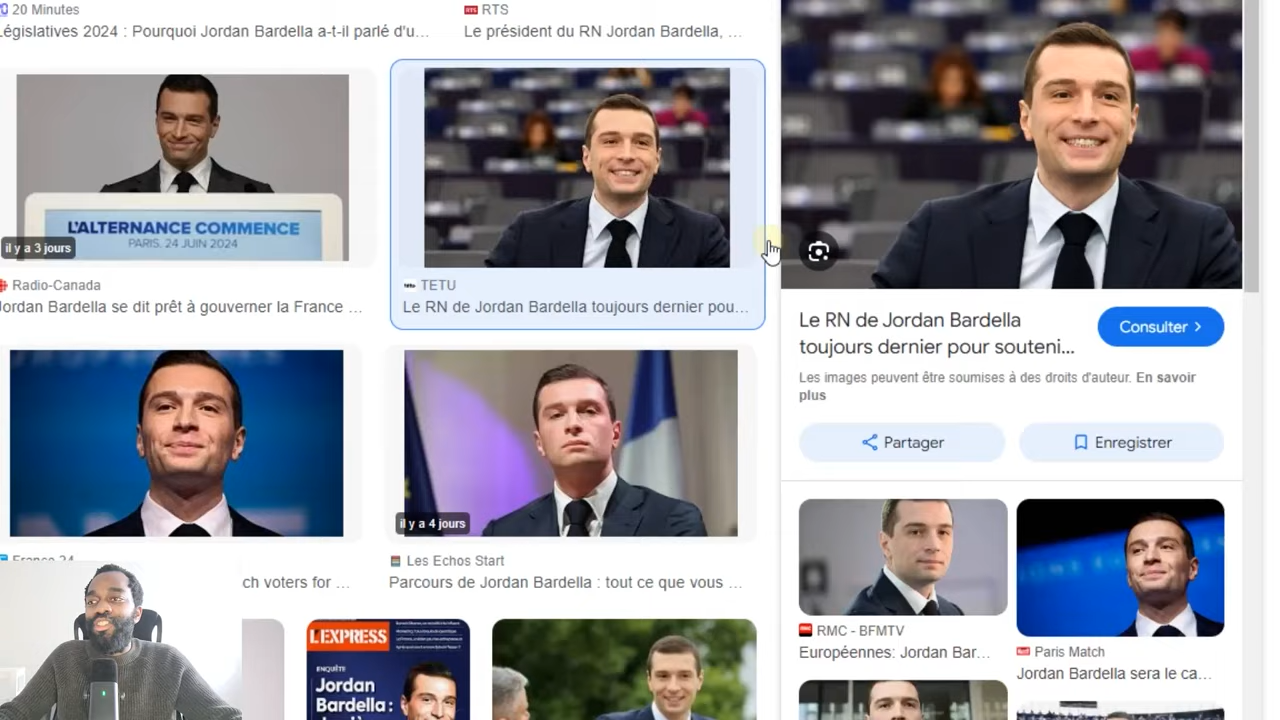 20 Minutes
Législatives 2024 : Pourquoi Jordan Bardella a-t-il parlé d'u...
RTS
Le président du RN Jordan Bardella, ...
L'ALTERNANCE COMMENCE
PARIS, 24 JUIN 2024
il y a 3 jours
Radio-Canada
Jordan Bardella se dit prêt à gouverner la France ...
TETU
Le RN de Jordan Bardella toujours dernier pou...
France 24
ch voters for ...
il y a 4 jours
Les Echos Start
Parcours de Jordan Bardella : tout ce que vous ...
L'EXPRESS
ENQUÊTE
Jordan
Bardella :
Le RN de Jordan Bardella
toujours dernier pour souteni...
Consulter
Les images peuvent être soumises à des droits d'auteur. En savoir
plus
Partager
Enregistrer
RMC - BFMTV
Européennes: Jordan Bar...
Paris Match
Jordan Bardella sera le ca...